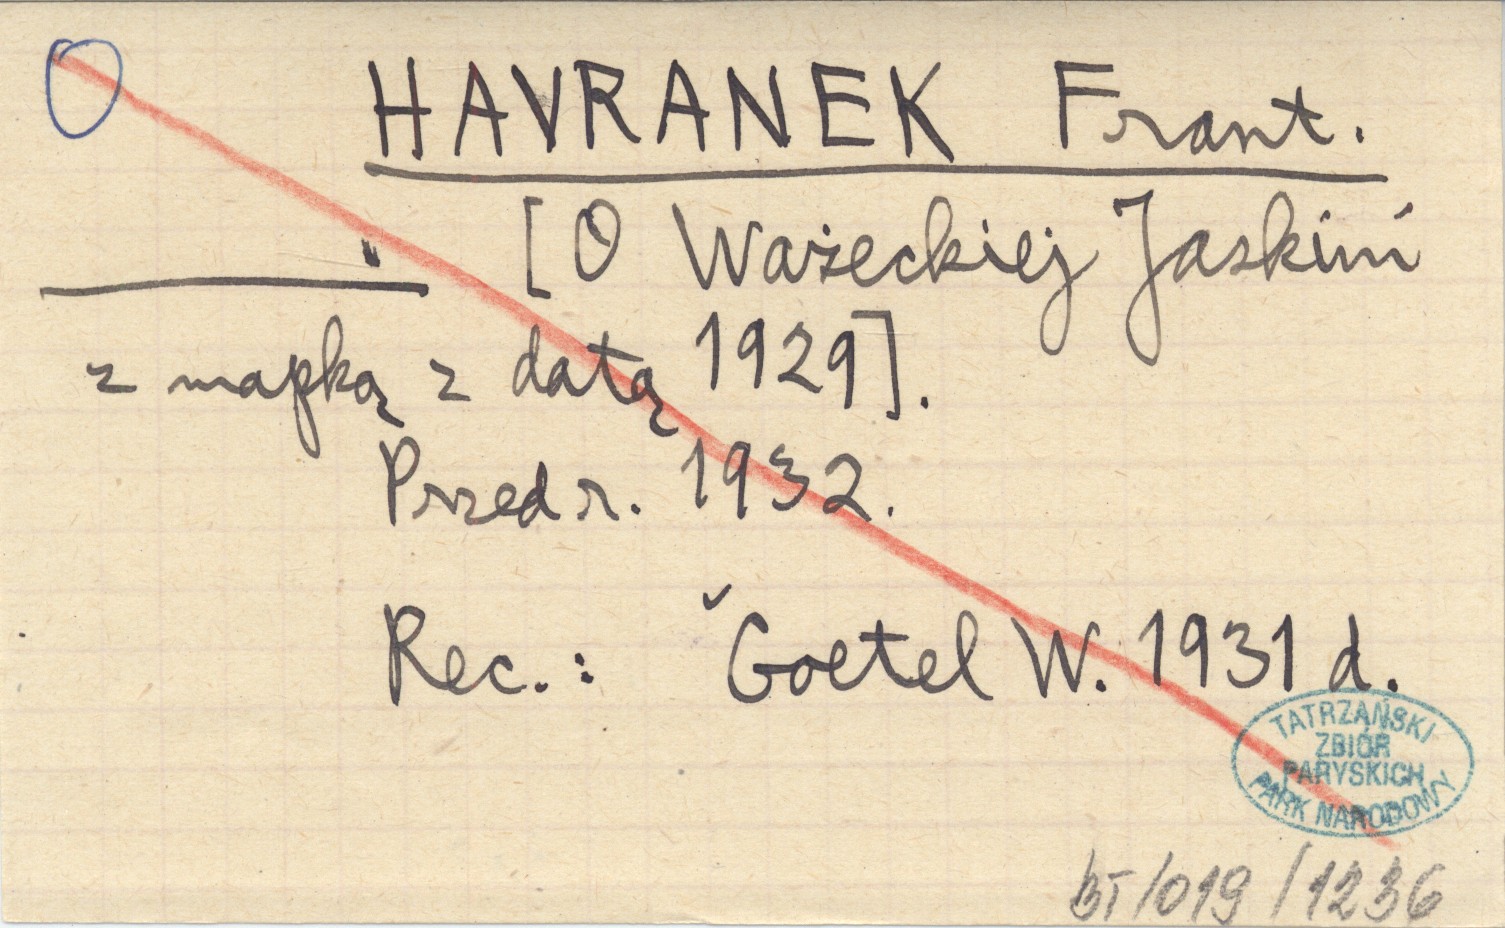 HAVRANEK Frant.
[O Ważeckiej Jaskini
z mapką z datą 1929].
Przedr. 1932.
Rec.: Goetel W. 1931 d.
TATRZAŃSKI
ZBIÓR
PARYSKICH
PARK NARODOWY
BT/019/1236